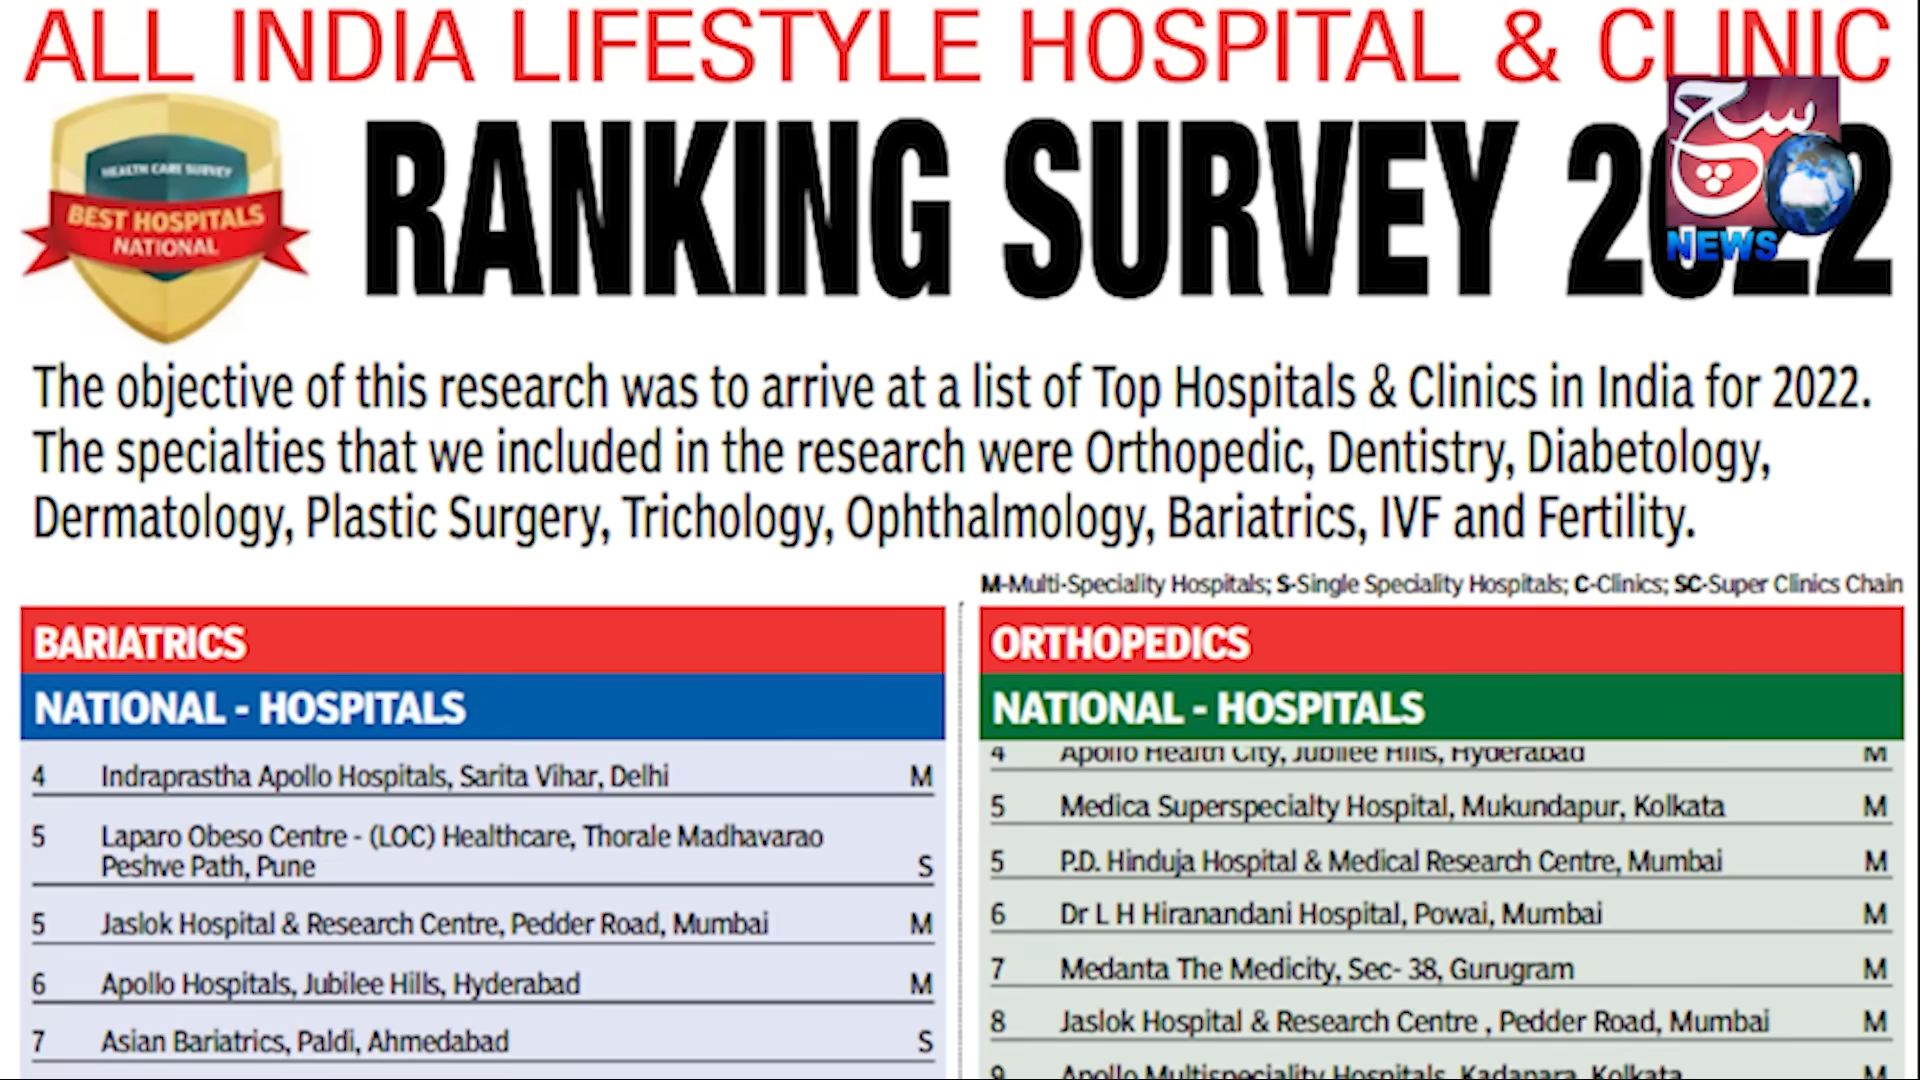 ALL INDIA LIFESTYLE HOSPITAL & CLINIC
RANKING SURVEY 2022
HEALTH CARE SURVEY
BEST HOSPITALS
NATIONAL
سچ
NEWS
The objective of this research was to arrive at a list of Top Hospitals & Clinics in India for 2022.
The specialties that we included in the research were Orthopedic, Dentistry, Diabetology,
Dermatology, Plastic Surgery, Trichology, Ophthalmology, Bariatrics, IVF and Fertility.
M-Multi-Speciality Hospitals; S-Single Speciality Hospitals; C-Clinics; SC-Super Clinics Chain
BARIATRICS
NATIONAL - HOSPITALS
4 Indraprastha Apollo Hospitals, Sarita Vihar, Delhi M
5 Laparo Obeso Centre - (LOC) Healthcare, Thorale Madhavarao
Peshve Path, Pune S
5 Jaslok Hospital & Research Centre, Pedder Road, Mumbai M
6 Apollo Hospitals, Jubilee Hills, Hyderabad M
7 Asian Bariatrics, Paldi, Ahmedabad S
ORTHOPEDICS
NATIONAL - HOSPITALS
4 Apollo Health City, Jubilee Hills, Hyderabad M
5 Medica Superspecialty Hospital, Mukundapur, Kolkata M
5 P.D. Hinduja Hospital & Medical Research Centre, Mumbai M
6 Dr L H Hiranandani Hospital, Powai, Mumbai M
7 Medanta The Medicity, Sec- 38, Gurugram M
8 Jaslok Hospital & Research Centre , Pedder Road, Mumbai M
9 Apollo Multispeciality Hospitals, Kadapara, Kolkata M